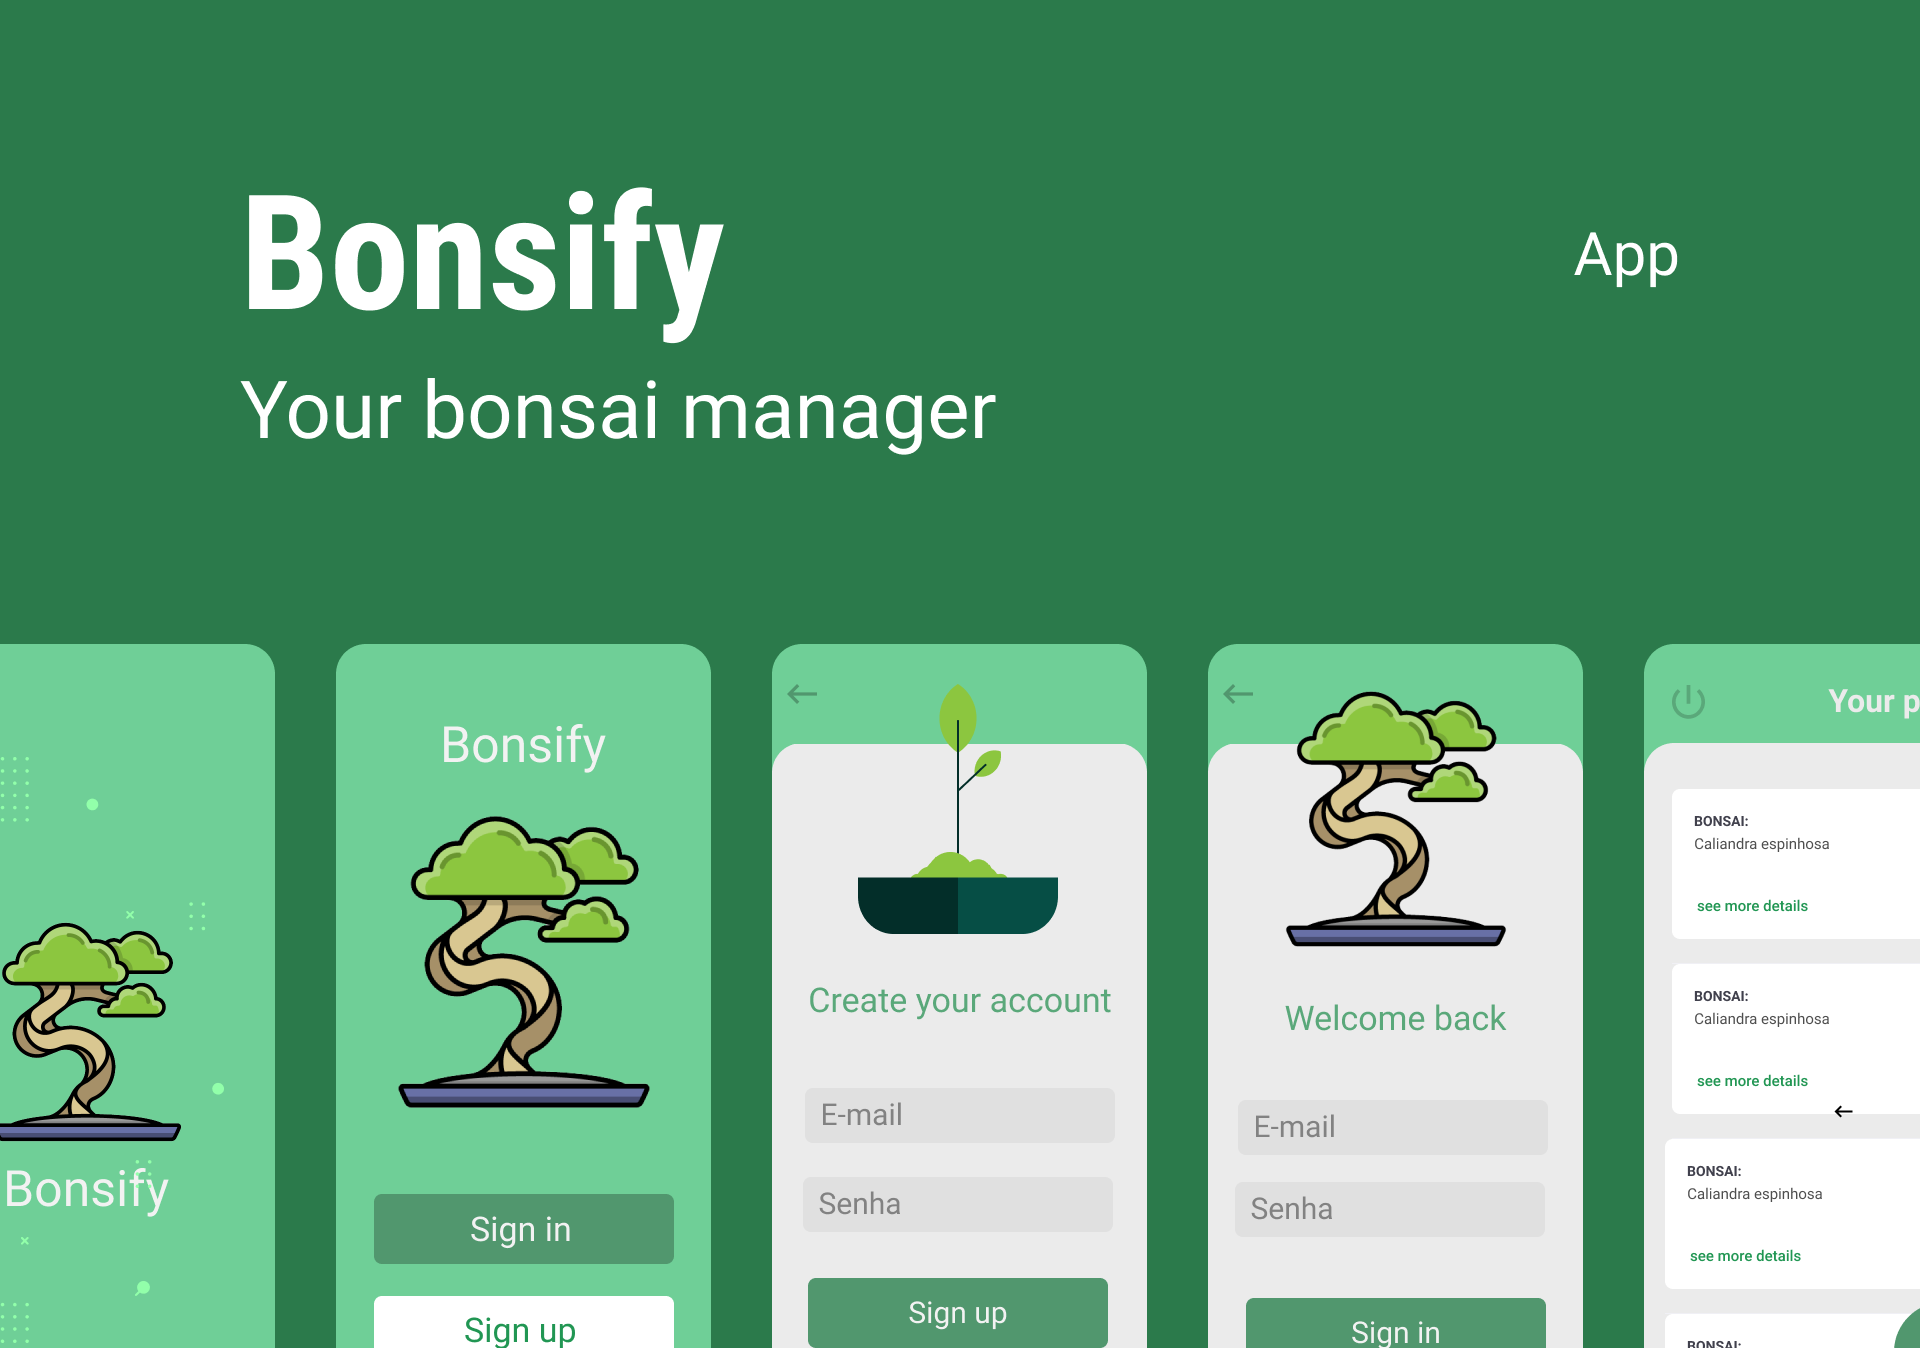 Bonsify
App
Your bonsai manager
Bonsify
Bonsify
Sign in
Sign up
Create your account
E-mail
Senha
Sign up
Welcome back
E-mail
Senha
Sign in
Your p
BONSAI:
Caliandra espinhosa
see more details
BONSAI:
Caliandra espinhosa
see more details
BONSAI:
Caliandra espinhosa
see more details
BONSAI: